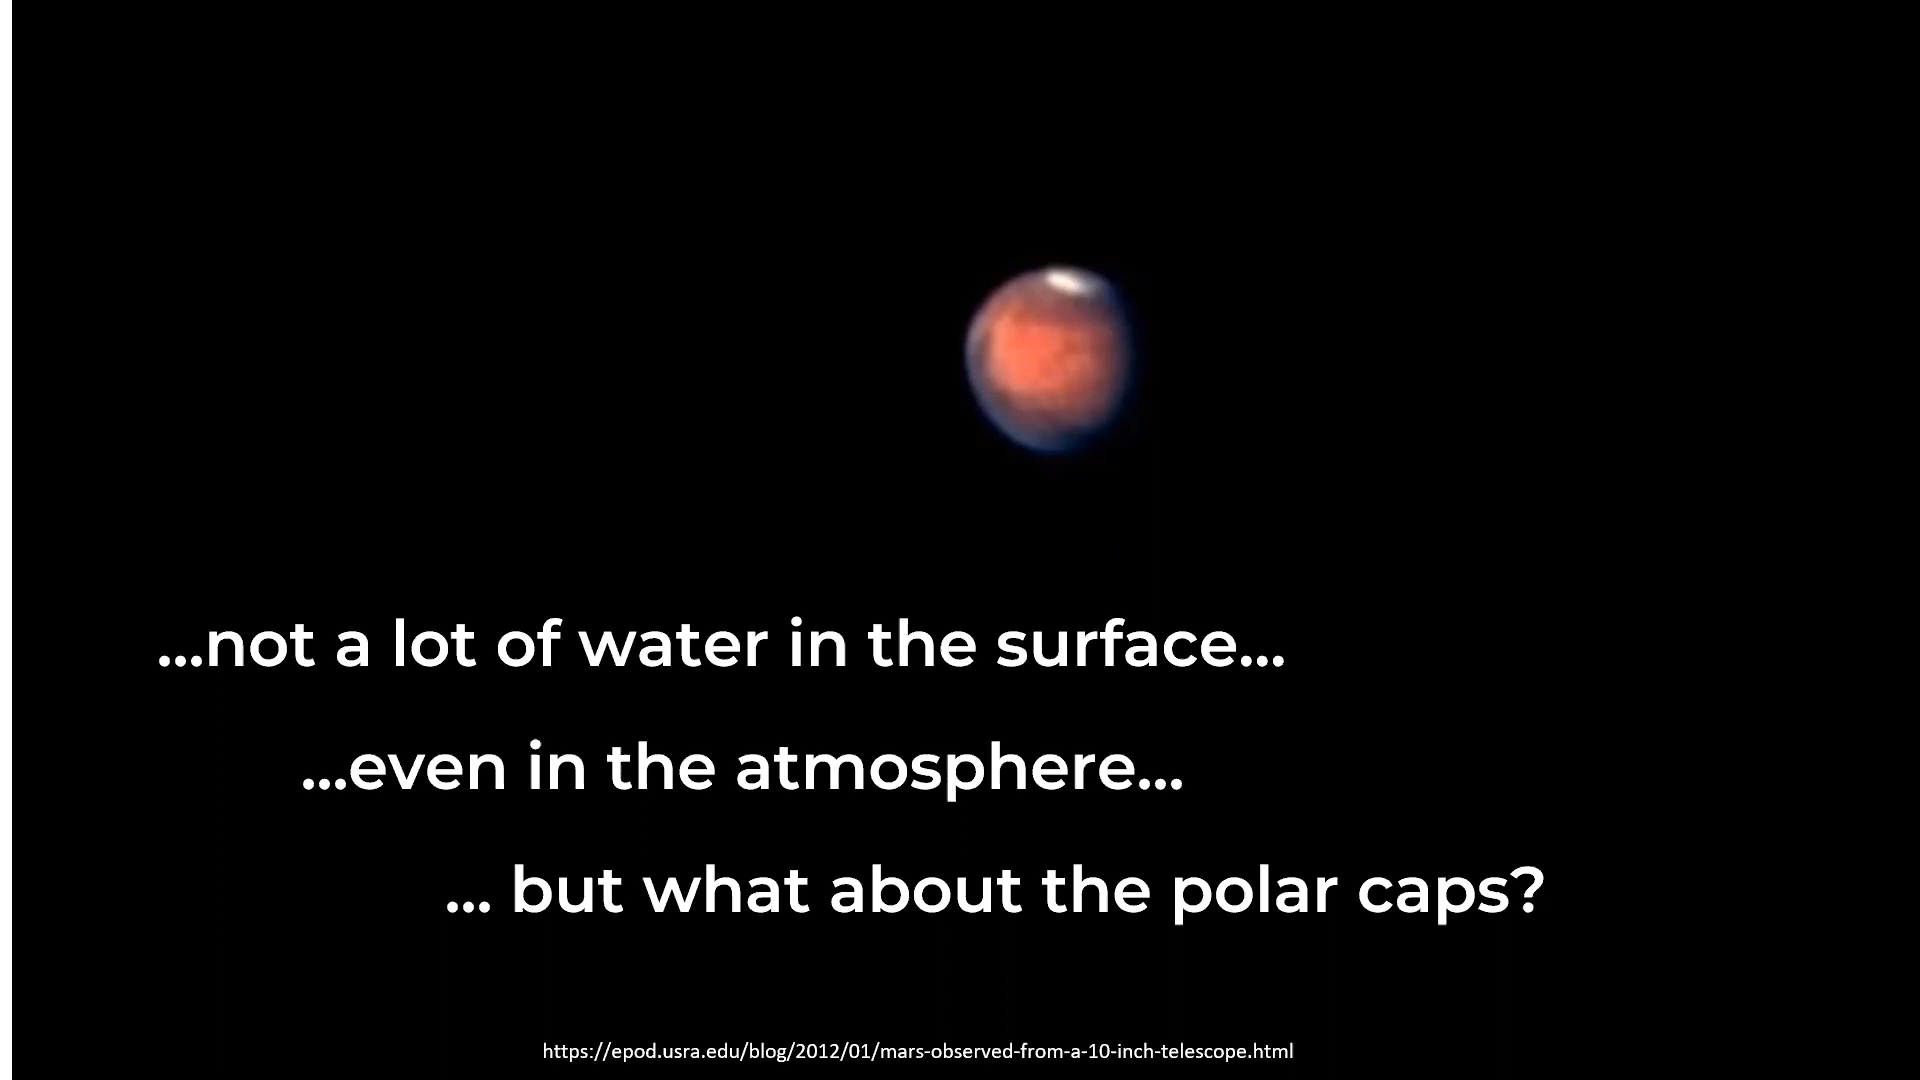 ...not a lot of water in the surface...
...even in the atmosphere...
... but what about the polar caps?
https://epod.usra.edu/blog/2012/01/mars-observed-from-a-10-inch-telescope.html